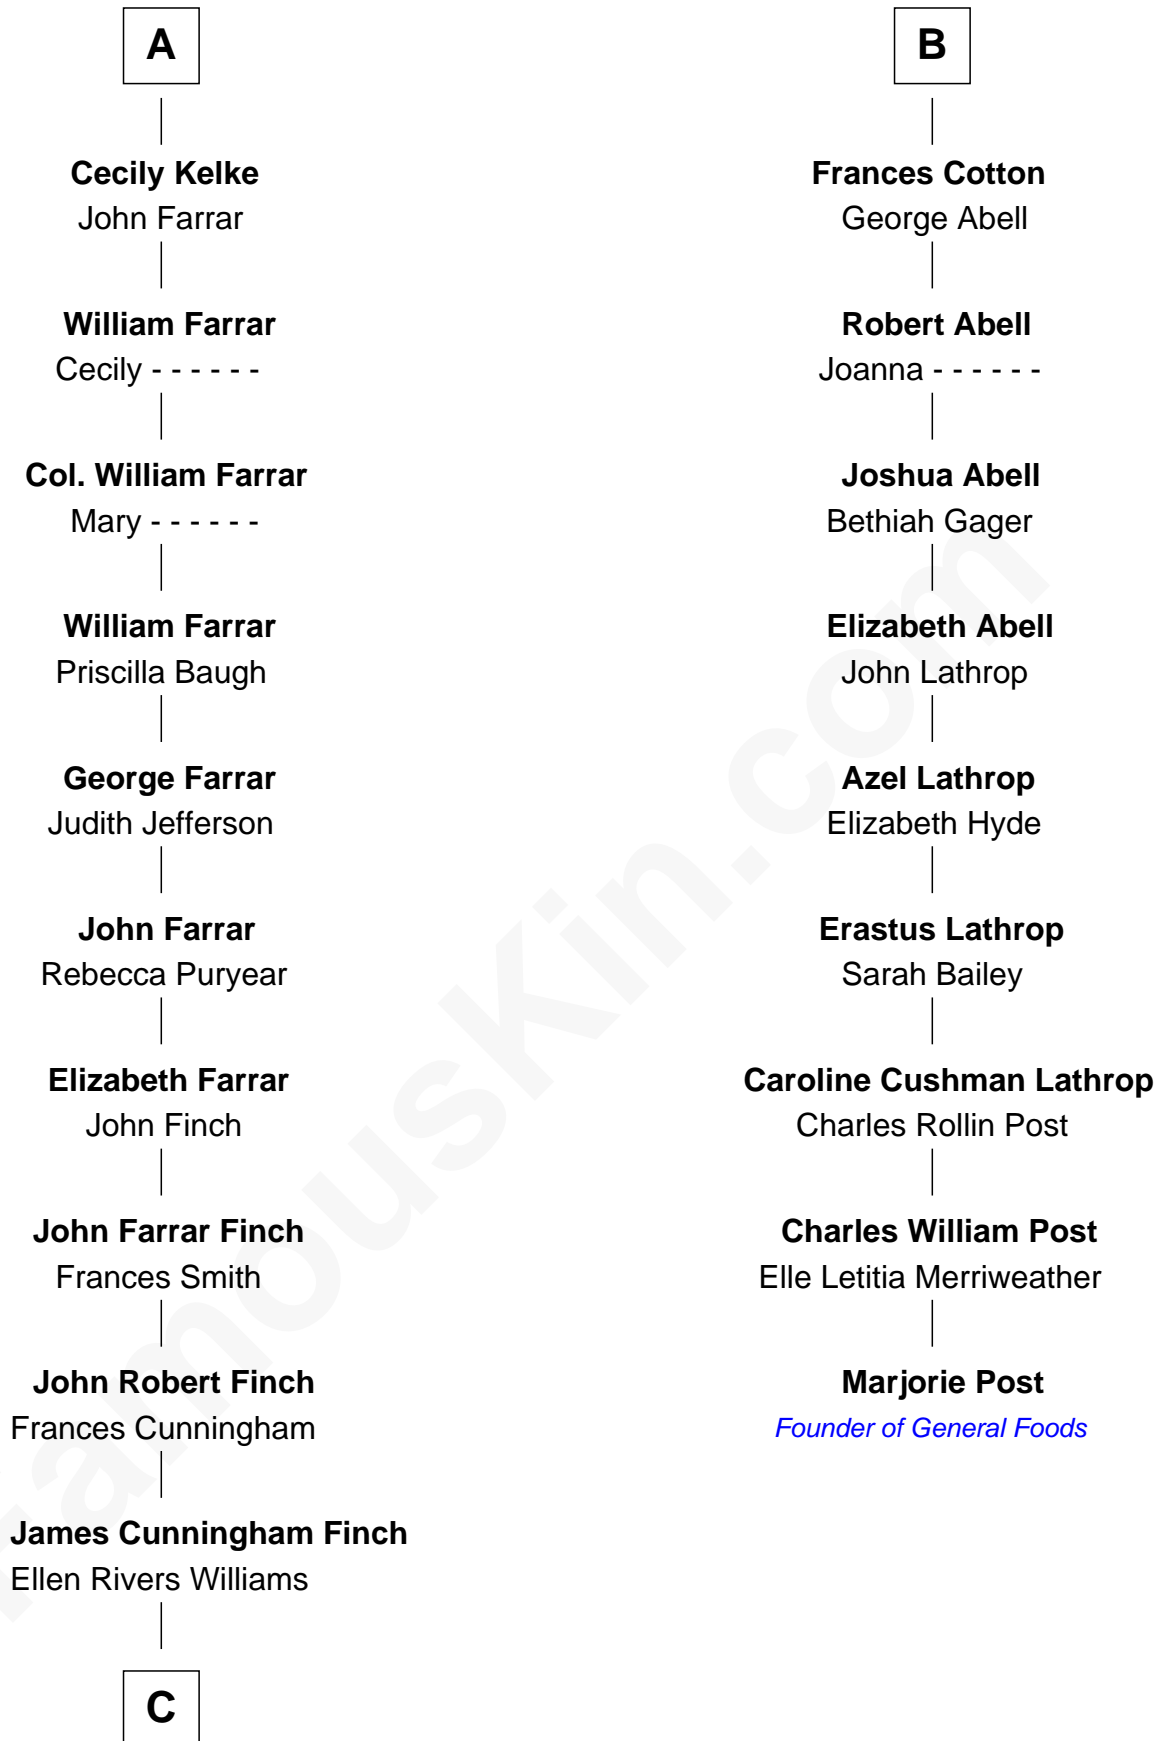 A
Cecily Kelke
John Farrar
William Farrar
Cecily - - - - - -
Col. William Farrar
Mary - - - - - -
William Farrar
Priscilla Baugh
George Farrar
Judith Jefferson
John Farrar
Rebecca Puryear
Elizabeth Farrar
John Finch
John Farrar Finch
Frances Smith
John Robert Finch
Frances Cunningham
James Cunningham Finch
Ellen Rivers Williams
C
B
Frances Cotton
George Abell
Robert Abell
Joanna - - - - - -
Joshua Abell
Bethiah Gager
Elizabeth Abell
John Lathrop
Azel Lathrop
Elizabeth Hyde
Erastus Lathrop
Sarah Bailey
Caroline Cushman Lathrop
Charles Rollin Post
Charles William Post
Elle Letitia Merriweather
Marjorie Post
Founder of General Foods
FamousKin.com